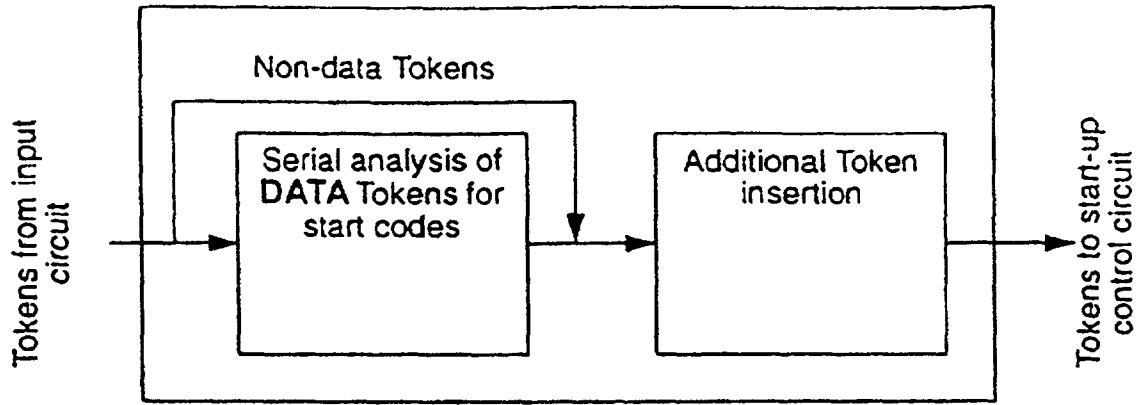 Non-data Tokens
Tokens from input
circuit
Serial analysis of
DATA Tokens for
start codes
Additional Token
insertion
Tokens to start-up
control circuit